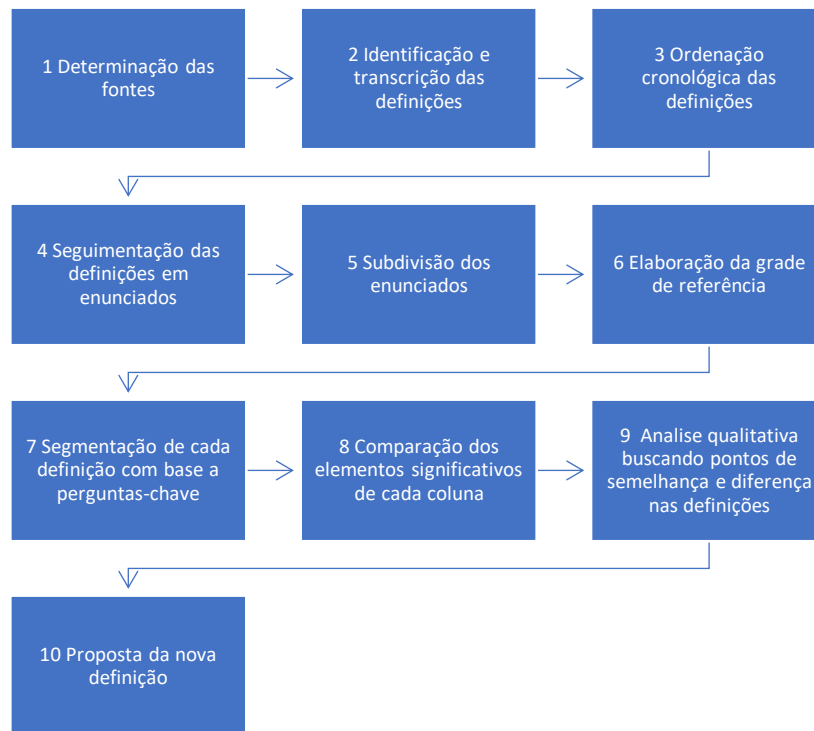 1 Determinação das
fontes
2 Identificação e
transcrição das
definições
3 Ordenação
cronológica das
definições
4 Seguimentação das
definições em
enunciados
5 Subdivisão dos
enunciados
6 Elaboração da grade
de referência
7 Segmentação de cada
definição com base a
perguntas-chave
8 Comparação dos
elementos significativos
de cada coluna
9  Analise qualitativa
buscando pontos de
semelhança e diferença
nas definições
10 Proposta da nova
definição